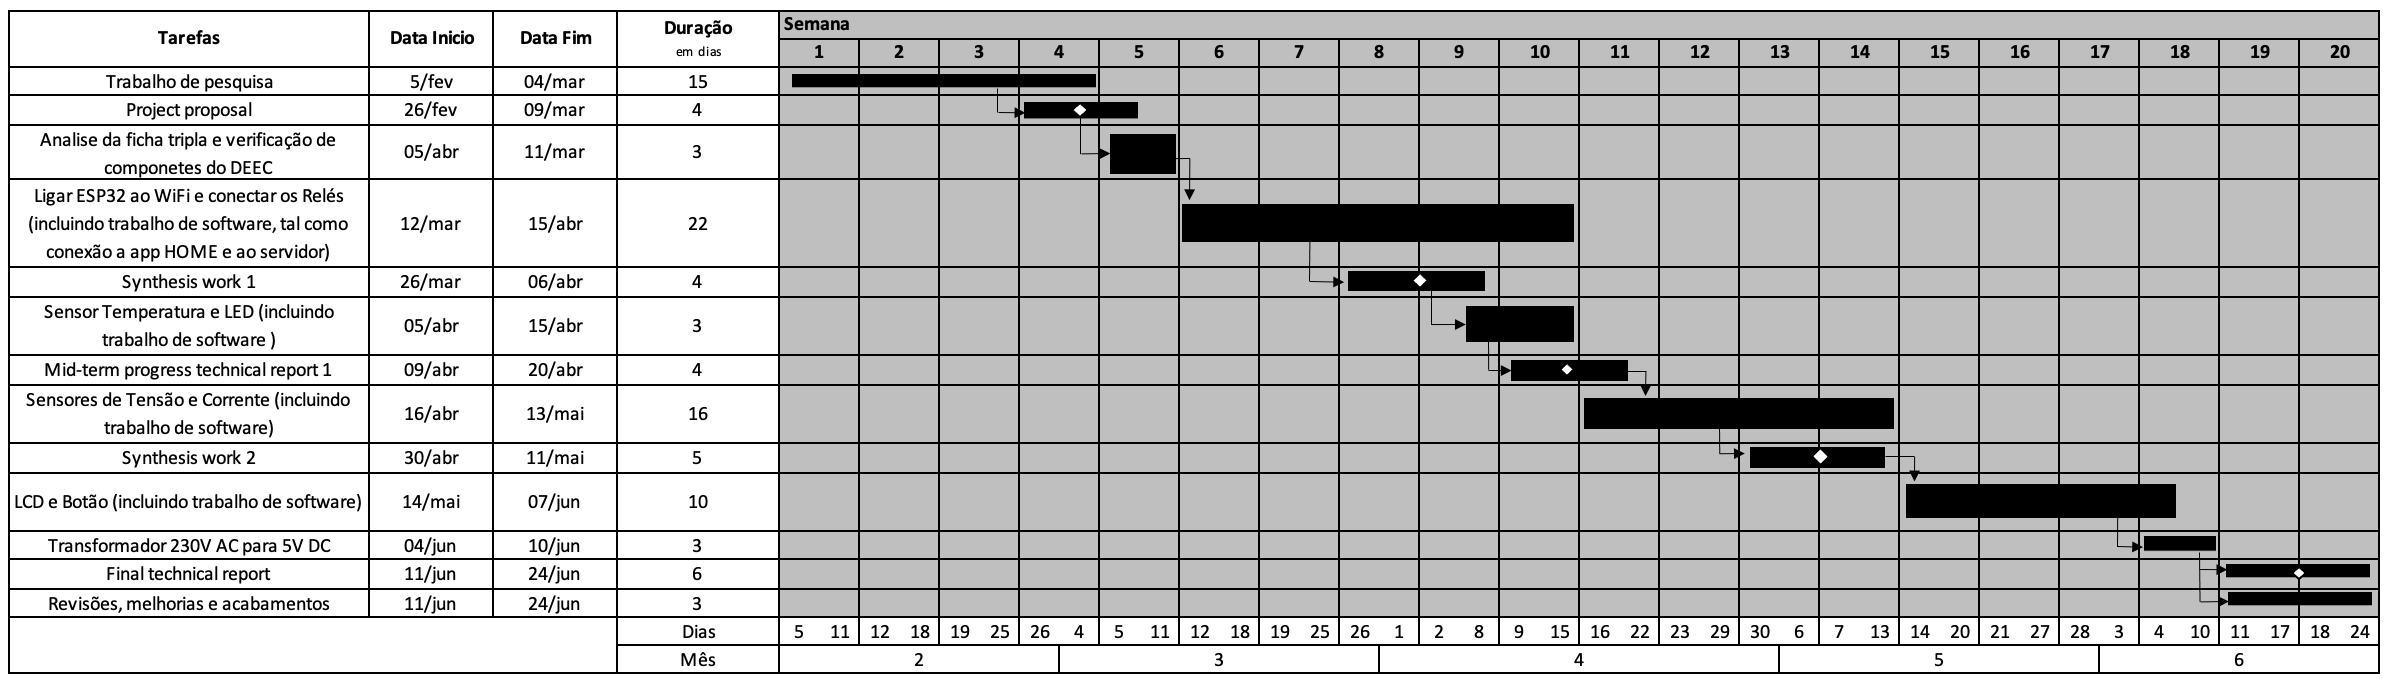 Tarefas Data Inicio Data Fim Duração em dias Semana
1 2 3 4 5 6 7 8 9 10 11 12 13 14 15 16 17 18 19 20
Trabalho de pesquisa 5/fev 04/mar 15
Project proposal 26/fev 09/mar 4
Analise da ficha tripla e verificação de
componetes do DEEC 05/abr 11/mar 3
Ligar ESP32 ao WiFi e conectar os Relés
(incluindo trabalho de software, tal como 12/mar 15/abr 22
conexão a app HOME e ao servidor)
Synthesis work 1 26/mar 06/abr 4
Sensor Temperatura e LED (incluindo
trabalho de software ) 05/abr 15/abr 3
Mid-term progress technical report 1 09/abr 20/abr 4
Sensores de Tensão e Corrente (incluindo
trabalho de software) 16/abr 13/mai 16
Synthesis work 2 30/abr 11/mai 5
LCD e Botão (incluindo trabalho de software) 14/mai 07/jun 10
Transformador 230V AC para 5V DC 04/jun 10/jun 3
Final technical report 11/jun 24/jun 6
Revisões, melhorias e acabamentos 11/jun 24/jun 3
Dias 5 11 12 18 19 25 26 4 5 11 12 18 19 25 26 1 2 8 9 15 16 22 23 29 30 6 7 13 14 20 21 27 28 3 4 10 11 17 18 24
Mês 2 3 4 5 6